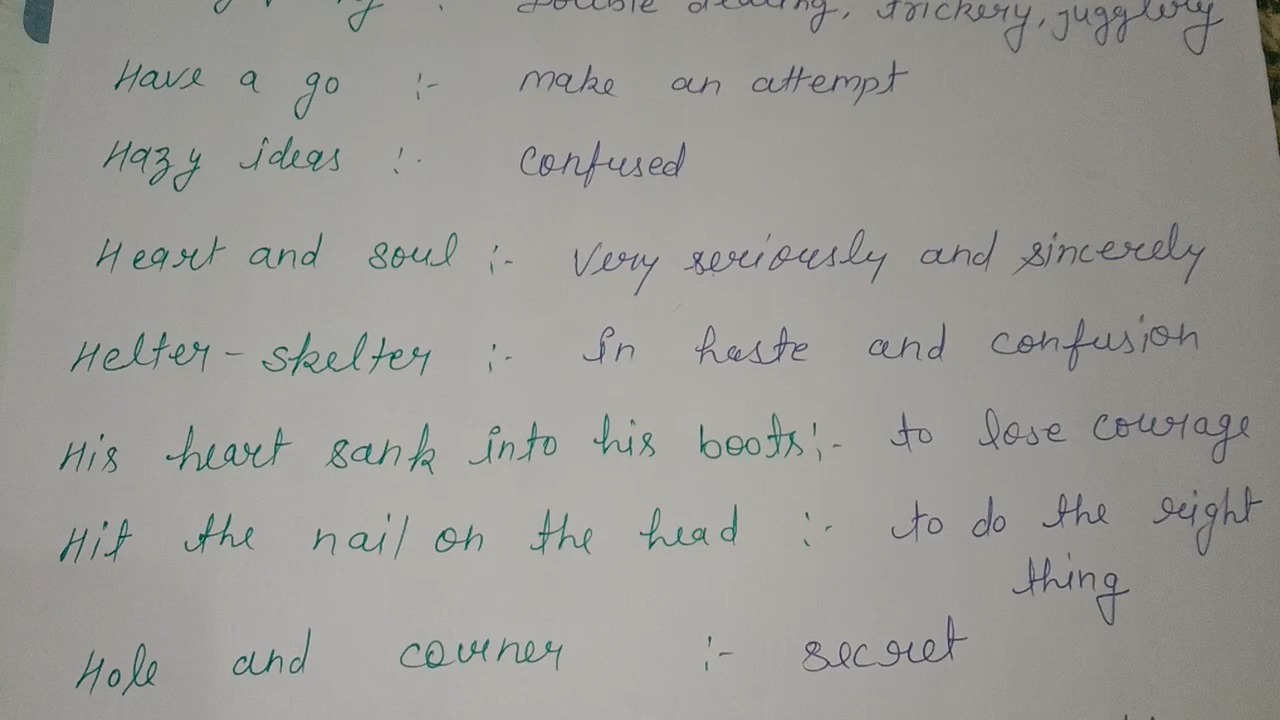 Double dealing, trickery, jugglery
Have a go :- make an attempt
Hazy ideas :- confused
Heart and soul :- very seriously and sincerely
Helter-skelter :- In haste and confusion
His heart sank into his boots :- to lose courage
Hit the nail on the head :- to do the right
thing
Hole and corner :- secret